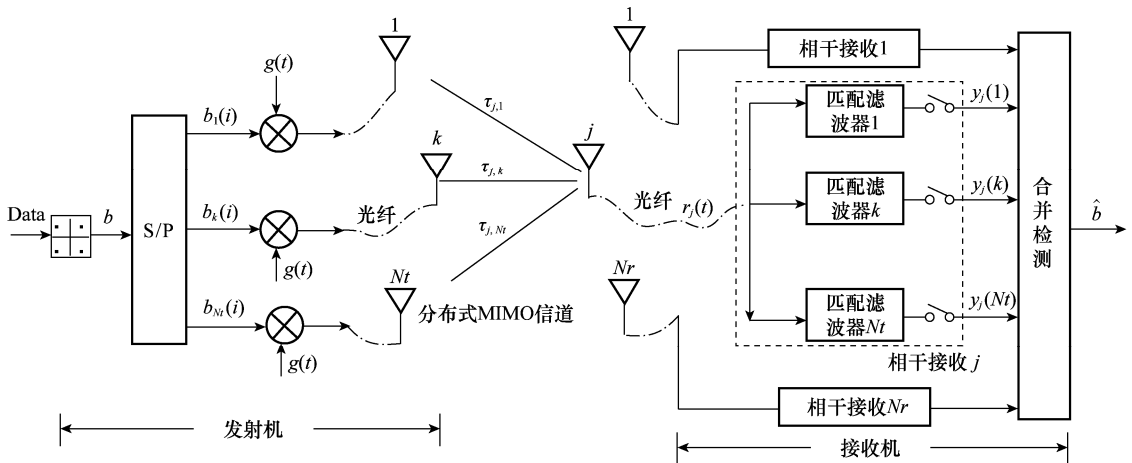 1
1
g(t)
相干接收1
b₁(i)
τⱼ,₁
匹配滤
波器1
yⱼ(1)
k
j
τⱼ,ₖ
Data
b
S/P
bₖ(i)
光纤
光纤
rⱼ(t)
匹配滤
波器k
yⱼ(k)
合并检测
b̂
g(t)
τⱼ,Nt
Nt
Nr
bNt(i)
分布式MIMO信道
匹配滤
波器Nt
yⱼ(Nt)
g(t)
相干接收 j
相干接收Nr
发射机
接收机